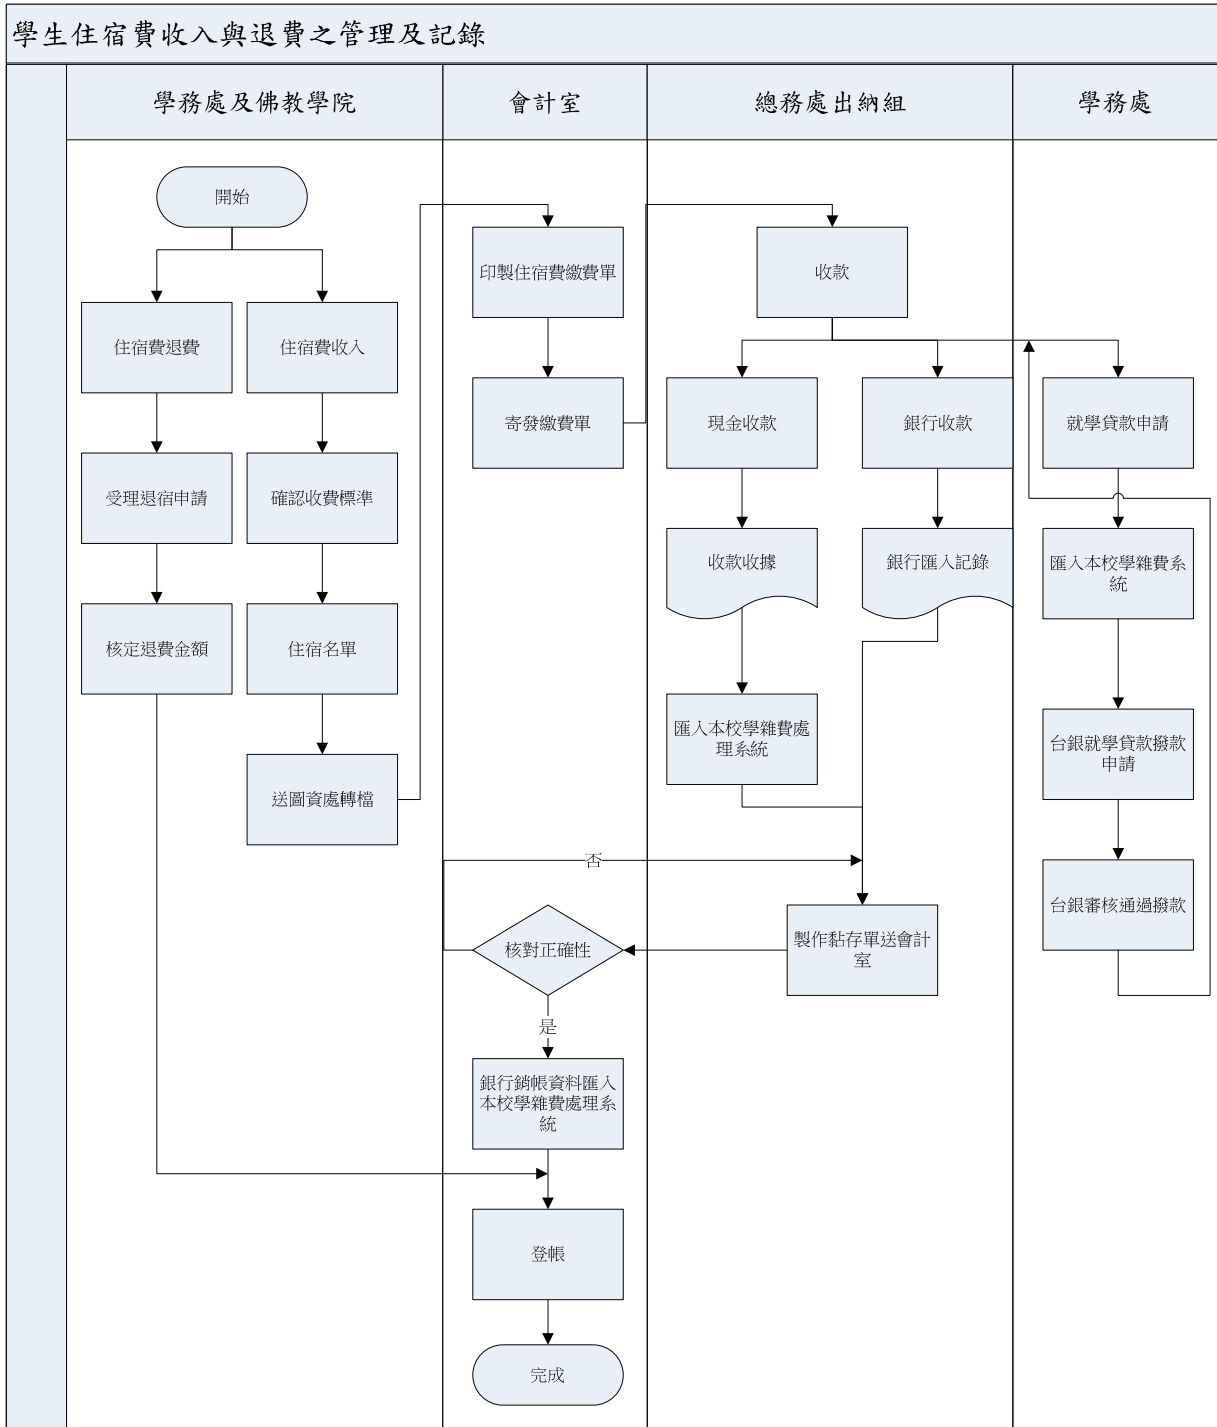 學生住宿費收入與退費之管理及記錄
學務處及佛教學院
會計室
總務處出納組
學務處
開始
住宿費退費
住宿費收入
受理退宿申請
確認收費標準
核定退費金額
住宿名單
送圖資處轉檔
印製住宿費繳費單
寄發繳費單
收款
現金收款
銀行收款
就學貸款申請
收款收據
銀行匯入記錄
匯入本校學雜費系
統
匯入本校學雜費處
理系統
台銀就學貸款撥款
申請
台銀審核通過撥款
否
製作黏存單送會計
室
核對正確性
是
銀行銷帳資料匯入
本校學雜費處理系
統
登帳
完成